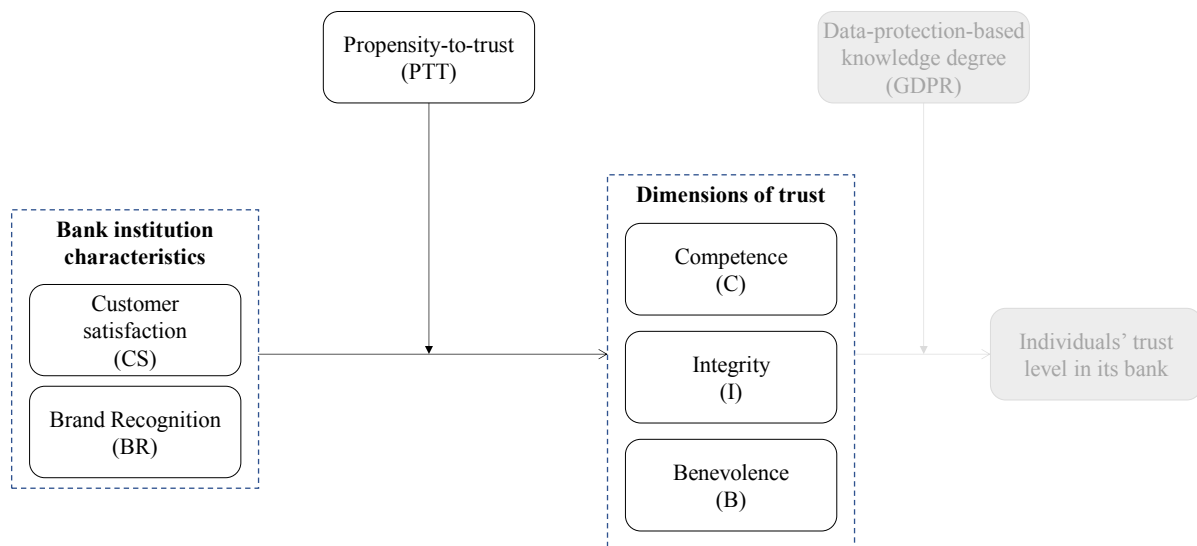 Propensity-to-trust
(PTT)
Data-protection-based
knowledge degree
(GDPR)
Bank institution
characteristics
Customer
satisfaction
(CS)
Brand Recognition
(BR)
Dimensions of trust
Competence
(C)
Integrity
(I)
Benevolence
(B)
Individuals’ trust
level in its bank